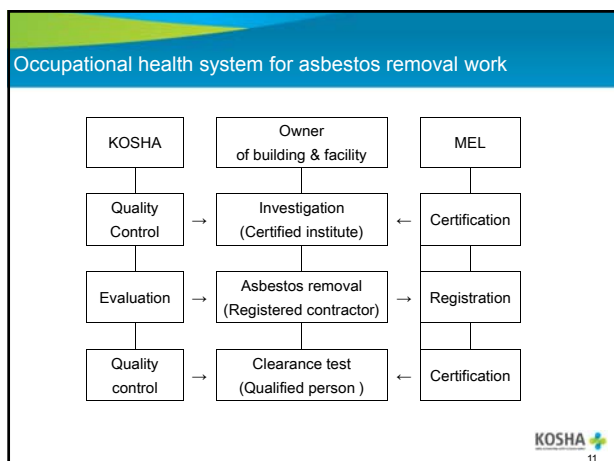 Occupational health system for asbestos removal work
KOSHA
Owner
of building & facility
MEL
Quality
Control
→
Investigation
(Certified institute)
←
Certification
Evaluation
→
Asbestos removal
(Registered contractor)
→
Registration
Quality
control
→
Clearance test
(Qualified person )
←
Certification
KOSHA
11